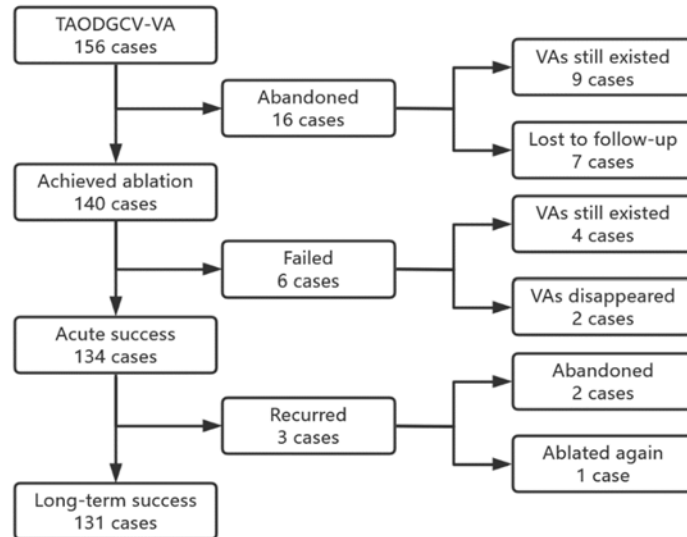 TAODGCV-VA
156 cases
Abandoned
16 cases
VAs still existed
9 cases
Lost to follow-up
7 cases
Achieved ablation
140 cases
Failed
6 cases
VAs still existed
4 cases
VAs disappeared
2 cases
Acute success
134 cases
Recurred
3 cases
Abandoned
2 cases
Ablated again
1 case
Long-term success
131 cases